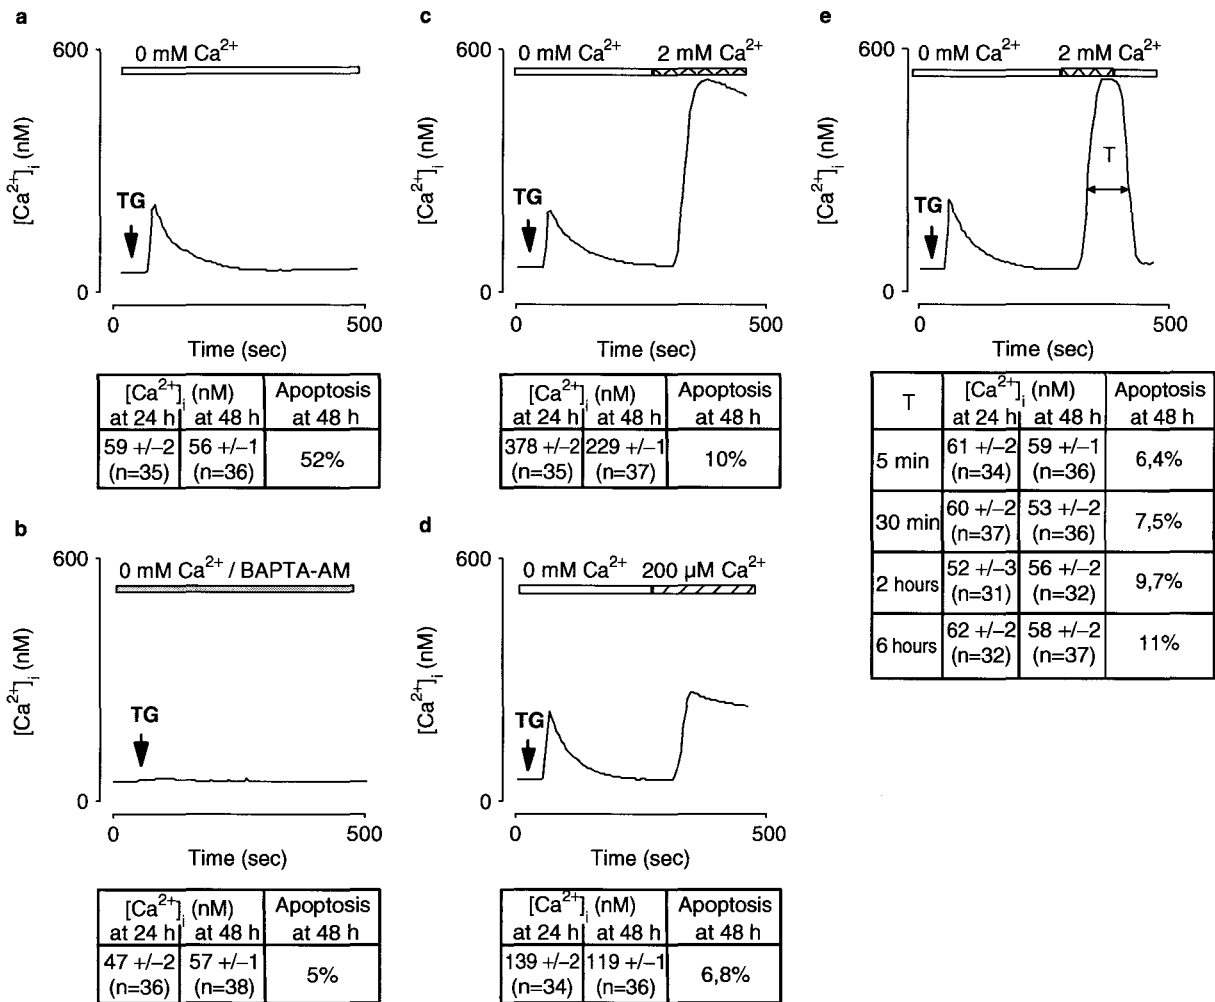 a
600
0 mM Ca²⁺
[Ca²⁺]i (nM)
TG
0
0
500
Time (sec)
[Ca²⁺]i (nM)
Apoptosis
at 24 h
at 48 h
at 48 h
59 +/–2
56 +/–1
52%
(n=35)
(n=36)
b
600
0 mM Ca²⁺ / BAPTA-AM
[Ca²⁺]i (nM)
TG
0
0
500
Time (sec)
[Ca²⁺]i (nM)
Apoptosis
at 24 h
at 48 h
at 48 h
47 +/–2
57 +/–1
5%
(n=36)
(n=38)
c
600
0 mM Ca²⁺
2 mM Ca²⁺
[Ca²⁺]i (nM)
TG
0
0
500
Time (sec)
[Ca²⁺]i (nM)
Apoptosis
at 24 h
at 48 h
at 48 h
378 +/–2
229 +/–1
10%
(n=35)
(n=37)
d
600
0 mM Ca²⁺
200 µM Ca²⁺
[Ca²⁺]i (nM)
TG
0
0
500
Time (sec)
[Ca²⁺]i (nM)
Apoptosis
at 24 h
at 48 h
at 48 h
139 +/–2
119 +/–1
6,8%
(n=34)
(n=36)
e
600
0 mM Ca²⁺
2 mM Ca²⁺
[Ca²⁺]i (nM)
T
TG
0
0
500
Time (sec)
T
[Ca²⁺]i (nM)
Apoptosis
at 24 h
at 48 h
at 48 h
5 min
61 +/–2
59 +/–1
6,4%
(n=34)
(n=36)
30 min
60 +/–2
53 +/–2
7,5%
(n=37)
(n=36)
2 hours
52 +/–3
56 +/–2
9,7%
(n=31)
(n=32)
6 hours
62 +/–2
58 +/–2
11%
(n=32)
(n=37)